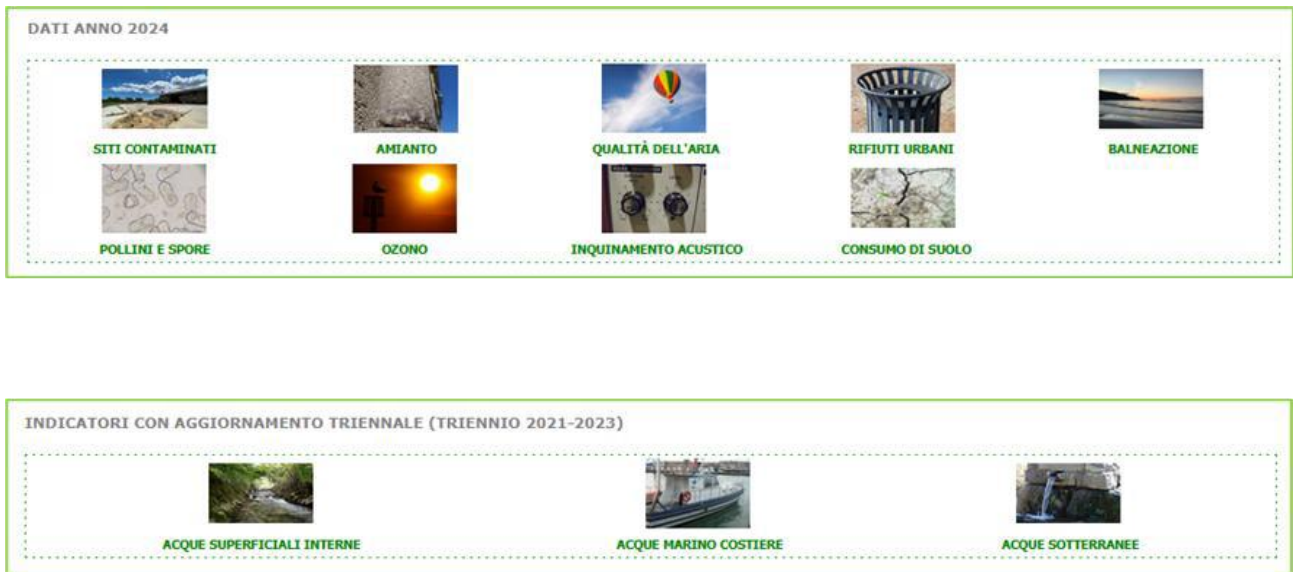 DATI ANNO 2024
SITI CONTAMINATI
AMIANTO
QUALITÀ DELL'ARIA
RIFIUTI URBANI
BALNEAZIONE
POLLINI E SPORE
OZONO
INQUINAMENTO ACUSTICO
CONSUMO DI SUOLO
INDICATORI CON AGGIORNAMENTO TRIENNALE (TRIENNIO 2021-2023)
ACQUE SUPERFICIALI INTERNE
ACQUE MARINO COSTIERE
ACQUE SOTTERRANEE